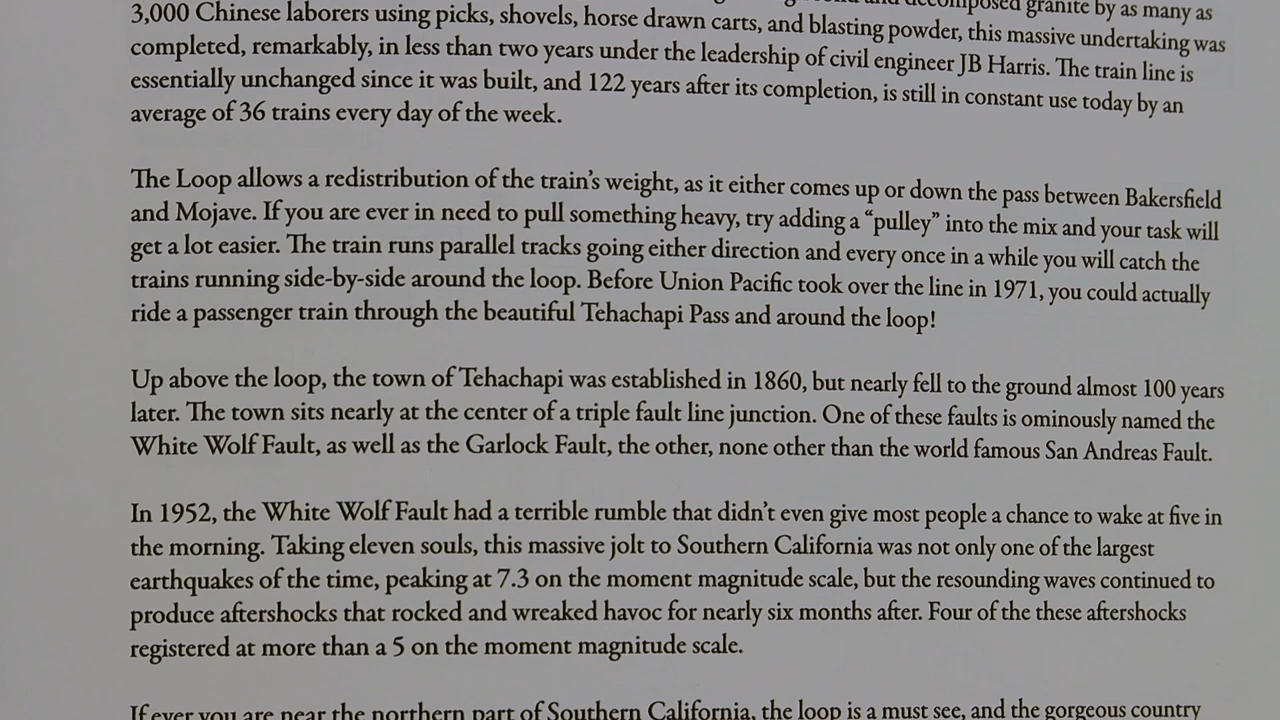 decomposed granite by as many as
3,000 Chinese laborers using picks, shovels, horse drawn carts, and blasting powder, this massive undertaking was
completed, remarkably, in less than two years under the leadership of civil engineer JB Harris. The train line is
essentially unchanged since it was built, and 122 years after its completion, is still in constant use today by an
average of 36 trains every day of the week.
The Loop allows a redistribution of the train's weight, as it either comes up or down the pass between Bakersfield
and Mojave. If you are ever in need to pull something heavy, try adding a “pulley” into the mix and your task will
get a lot easier. The train runs parallel tracks going either direction and every once in a while you will catch the
trains running side-by-side around the loop. Before Union Pacific took over the line in 1971, you could actually
ride a passenger train through the beautiful Tehachapi Pass and around the loop!
Up above the loop, the town of Tehachapi was established in 1860, but nearly fell to the ground almost 100 years
later. The town sits nearly at the center of a triple fault line junction. One of these faults is ominously named the
White Wolf Fault, as well as the Garlock Fault, the other, none other than the world famous San Andreas Fault.
In 1952, the White Wolf Fault had a terrible rumble that didn't even give most people a chance to wake at five in
the morning. Taking eleven souls, this massive jolt to Southern California was not only one of the largest
earthquakes of the time, peaking at 7.3 on the moment magnitude scale, but the resounding waves continued to
produce aftershocks that rocked and wreaked havoc for nearly six months after. Four of the these aftershocks
registered at more than a 5 on the moment magnitude scale.
If ever you are near the northern part of Southern California, the loop is a must see, and the gorgeous country